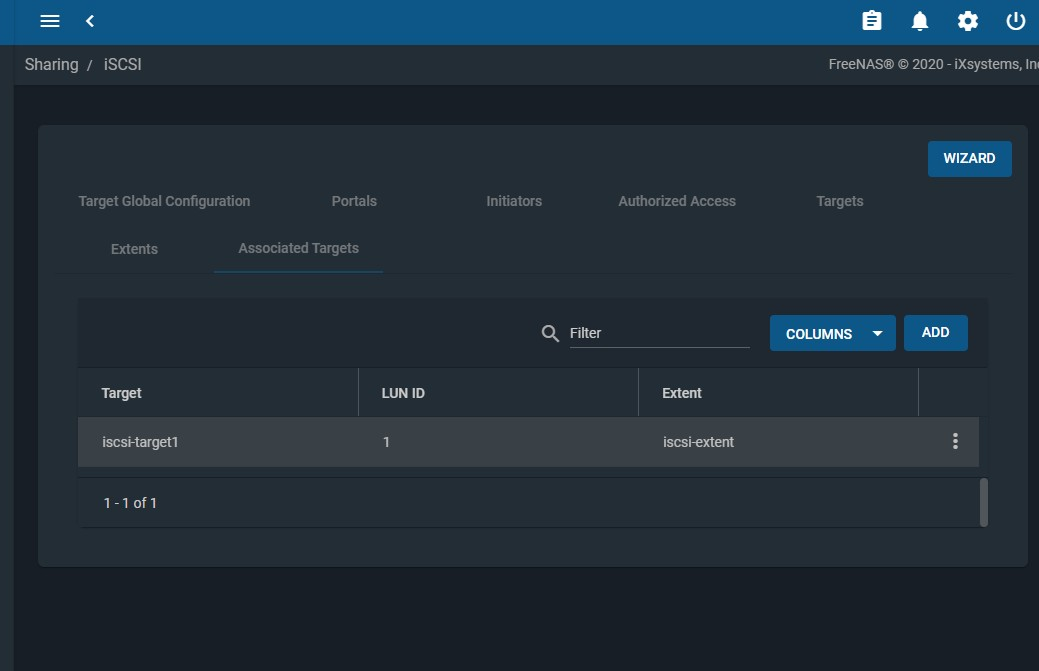 Sharing / iSCSI
FreeNAS® © 2020 - iXsystems,
WIZARD
Target Global Configuration Portals Initiators Authorized Access Targets
Extents Associated Targets
Filter COLUMNS ADD
Target LUN ID Extent
iscsi-target1 1 iscsi-extent
1 - 1 of 1